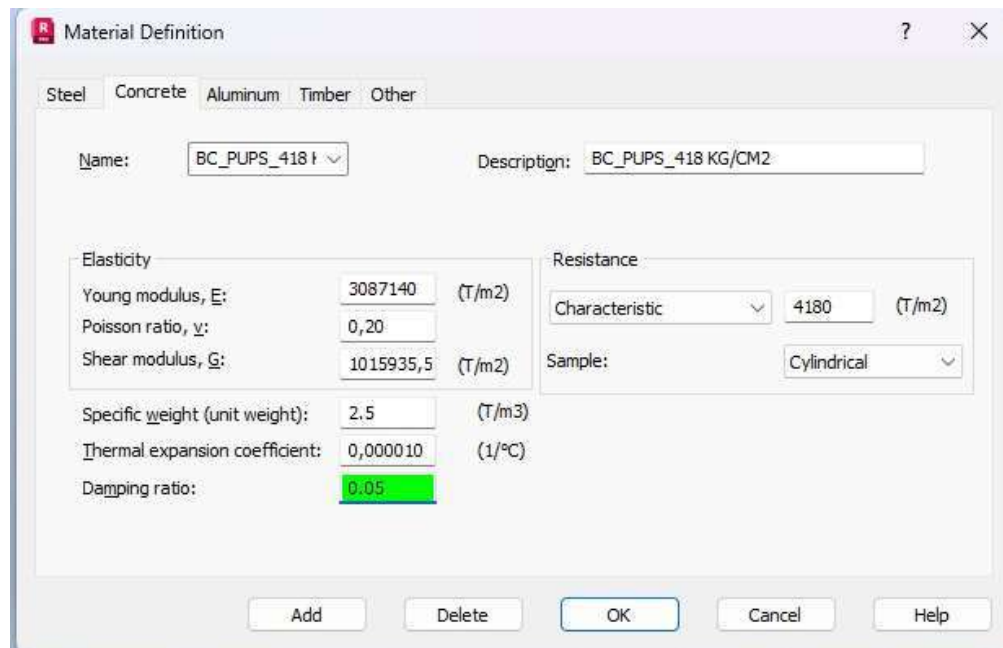 Material Definition
?
Steel Concrete Aluminum Timber Other
Name: BC_PUPS_418 Description: BC_PUPS_418 KG/CM2
Elasticity
Young modulus, E: 3087140 (T/m2)
Poisson ratio, v: 0,20
Shear modulus, G: 1015935,5 (T/m2)
Resistance
Characteristic 4180 (T/m2)
Sample: Cylindrical
Specific weight (unit weight): 2.5 (T/m3)
Thermal expansion coefficient: 0,000010 (1/°C)
Damping ratio: 0.05
Add Delete OK Cancel Help